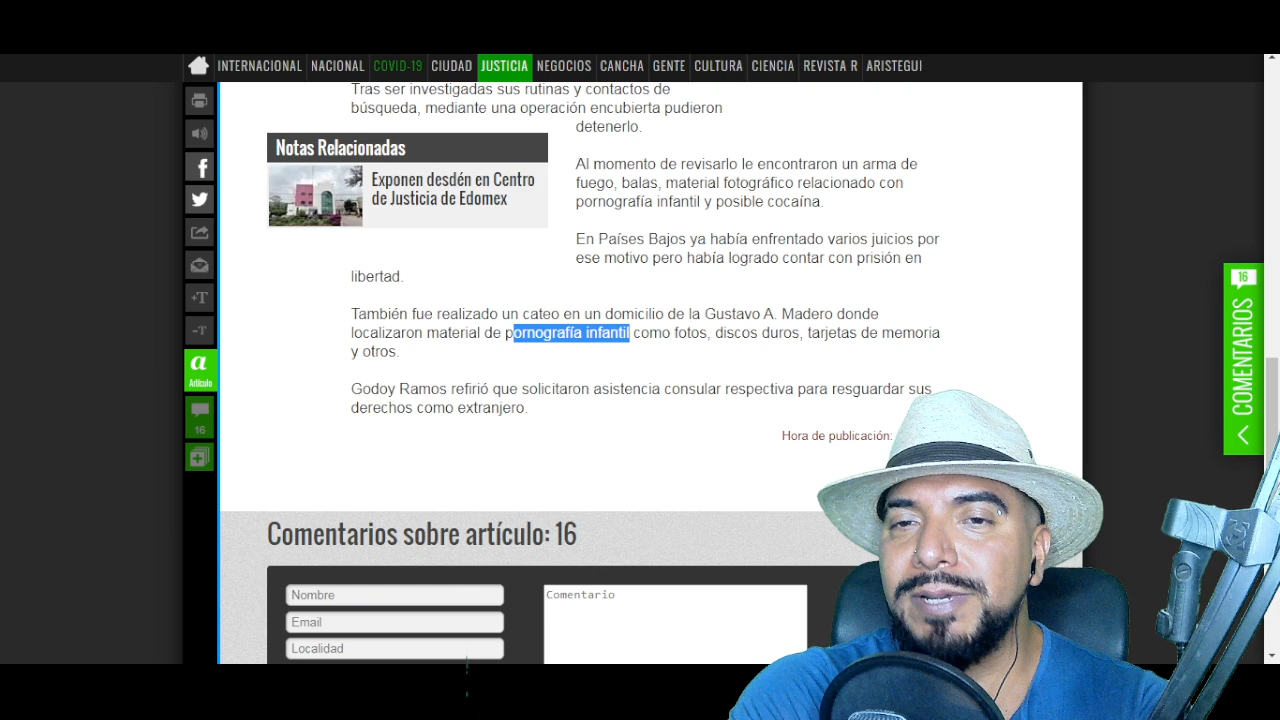 INTERNACIONAL NACIONAL COVID-19 CIUDAD JUSTICIA NEGOCIOS CANCHA GENTE CULTURA CIENCIA REVISTA R ARISTEGUI
Tras ser investigadas sus rutinas y contactos de
búsqueda, mediante una operación encubierta pudieron
detenerlo.
Notas Relacionadas
Exponen desdén en Centro
de Justicia de Edomex
Al momento de revisarlo le encontraron un arma de
fuego, balas, material fotográfico relacionado con
pornografía infantil y posible cocaína.
En Países Bajos ya había enfrentado varios juicios por
ese motivo pero había logrado contar con prisión en
libertad.
También fue realizado un cateo en un domicilio de la Gustavo A. Madero donde
localizaron material de pornografía infantil como fotos, discos duros, tarjetas de memoria
y otros.
Godoy Ramos refirió que solicitaron asistencia consular respectiva para resguardar sus
derechos como extranjero.
Hora de publicación:
+T
-T
a
Artículo
16
16
COMENTARIOS
Comentarios sobre artículo: 16
Nombre
Email
Localidad
Comentario